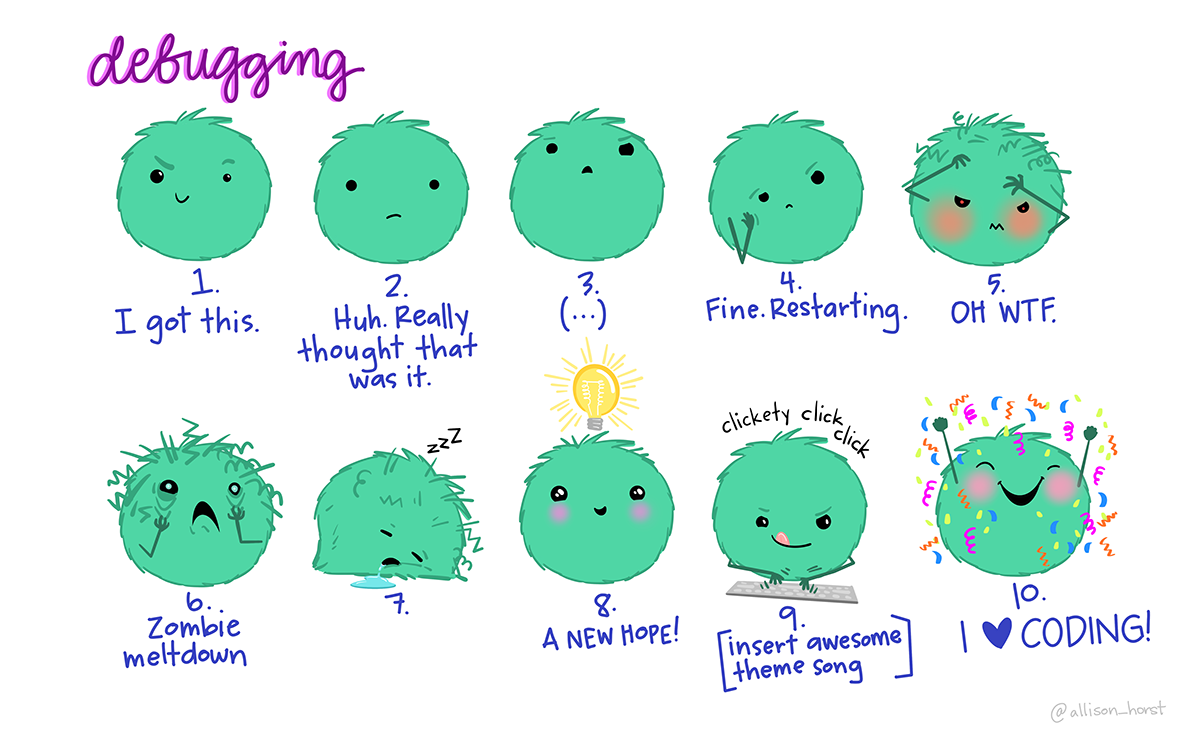 debugging
1.
I got this.
2.
Huh. Really
thought that
was it.
3.
(...)
4.
Fine. Restarting.
5.
OH WTF.
clickety click
click
zzZ
6.
Zombie
meltdown
7.
8.
A NEW HOPE!
9.
[insert awesome
theme song]
10.
I ♥ CODING!
@allison_horst